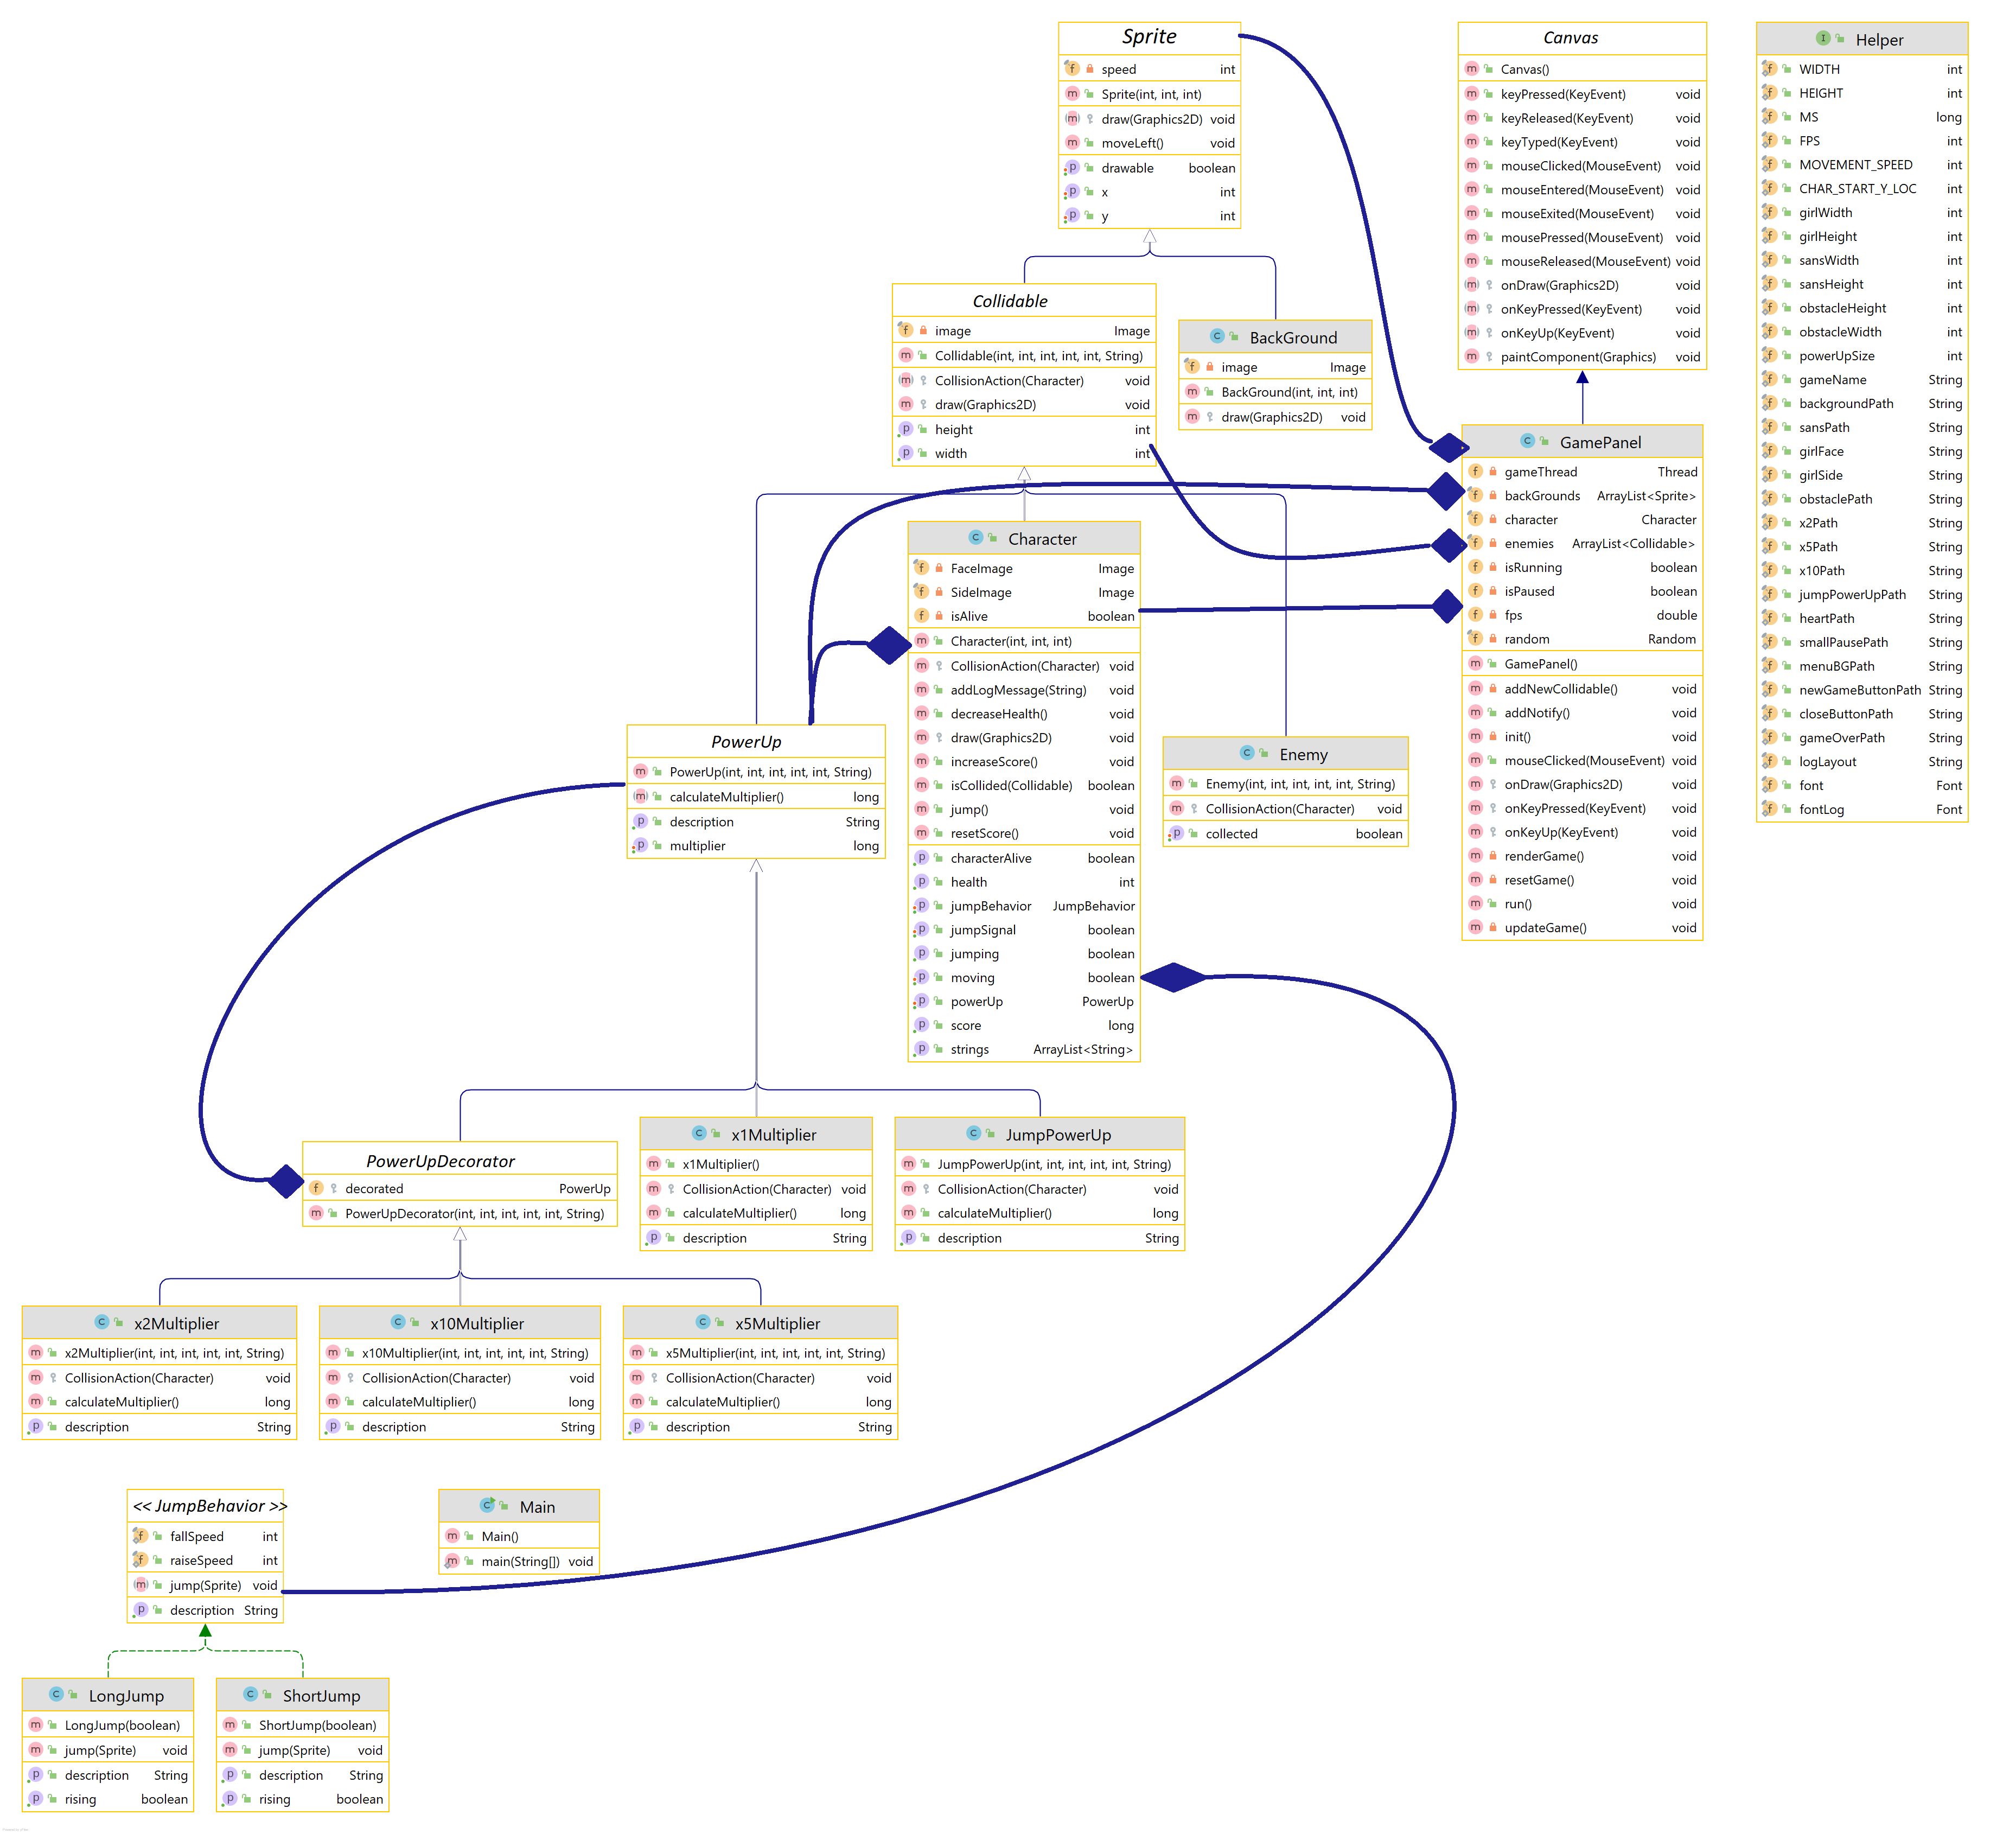 Sprite
speed int
Sprite(int, int, int)
draw(Graphics2D) void
moveLeft() void
drawable boolean
x int
y int
Canvas
Canvas()
keyPressed(KeyEvent) void
keyReleased(KeyEvent) void
keyTyped(KeyEvent) void
mouseClicked(MouseEvent) void
mouseEntered(MouseEvent) void
mouseExited(MouseEvent) void
mousePressed(MouseEvent) void
mouseReleased(MouseEvent) void
onDraw(Graphics2D) void
onKeyPressed(KeyEvent) void
onKeyUp(KeyEvent) void
paintComponent(Graphics) void
Helper
WIDTH int
HEIGHT int
MS long
FPS int
MOVEMENT_SPEED int
CHAR_START_Y_LOC int
girlWidth int
girlHeight int
sansWidth int
sansHeight int
obstacleHeight int
obstacleWidth int
powerUpSize int
gameName String
backgroundPath String
sansPath String
girlFace String
girlSide String
obstaclePath String
x2Path String
x5Path String
x10Path String
jumpPowerUpPath String
heartPath String
smallPausePath String
menuBGPath String
newGameButtonPath String
closeButtonPath String
gameOverPath String
logLayout String
font Font
fontLog Font
Collidable
image Image
Collidable(int, int, int, int, int, String)
CollisionAction(Character) void
draw(Graphics2D) void
height int
width int
BackGround
image Image
BackGround(int, int, int)
draw(Graphics2D) void
GamePanel
gameThread Thread
backGrounds ArrayList<Sprite>
character Character
enemies ArrayList<Collidable>
isRunning boolean
isPaused boolean
fps double
random Random
GamePanel()
addNewCollidable() void
addNotify() void
init() void
mouseClicked(MouseEvent) void
onDraw(Graphics2D) void
onKeyPressed(KeyEvent) void
onKeyUp(KeyEvent) void
renderGame() void
resetGame() void
run() void
updateGame() void
Character
FaceImage Image
SideImage Image
isAlive boolean
Character(int, int, int)
CollisionAction(Character) void
addLogMessage(String) void
decreaseHealth() void
draw(Graphics2D) void
increaseScore() void
isCollided(Collidable) boolean
jump() void
resetScore() void
characterAlive boolean
health int
jumpBehavior JumpBehavior
jumpSignal boolean
jumping boolean
moving boolean
powerUp PowerUp
score long
strings ArrayList<String>
PowerUp
PowerUp(int, int, int, int, int, String)
calculateMultiplier() long
description String
multiplier long
Enemy
Enemy(int, int, int, int, int, String)
CollisionAction(Character) void
collected boolean
PowerUpDecorator
decorated PowerUp
PowerUpDecorator(int, int, int, int, int, String)
x1Multiplier
x1Multiplier()
CollisionAction(Character) void
calculateMultiplier() long
description String
JumpPowerUp
JumpPowerUp(int, int, int, int, int, String)
CollisionAction(Character) void
calculateMultiplier() long
description String
x2Multiplier
x2Multiplier(int, int, int, int, int, String)
CollisionAction(Character) void
calculateMultiplier() long
description String
x10Multiplier
x10Multiplier(int, int, int, int, int, String)
CollisionAction(Character) void
calculateMultiplier() long
description String
x5Multiplier
x5Multiplier(int, int, int, int, int, String)
CollisionAction(Character) void
calculateMultiplier() long
description String
<< JumpBehavior >>
fallSpeed int
raiseSpeed int
jump(Sprite) void
description String
Main
Main()
main(String[]) void
LongJump
LongJump(boolean)
jump(Sprite) void
description String
rising boolean
ShortJump
ShortJump(boolean)
jump(Sprite) void
description String
rising boolean